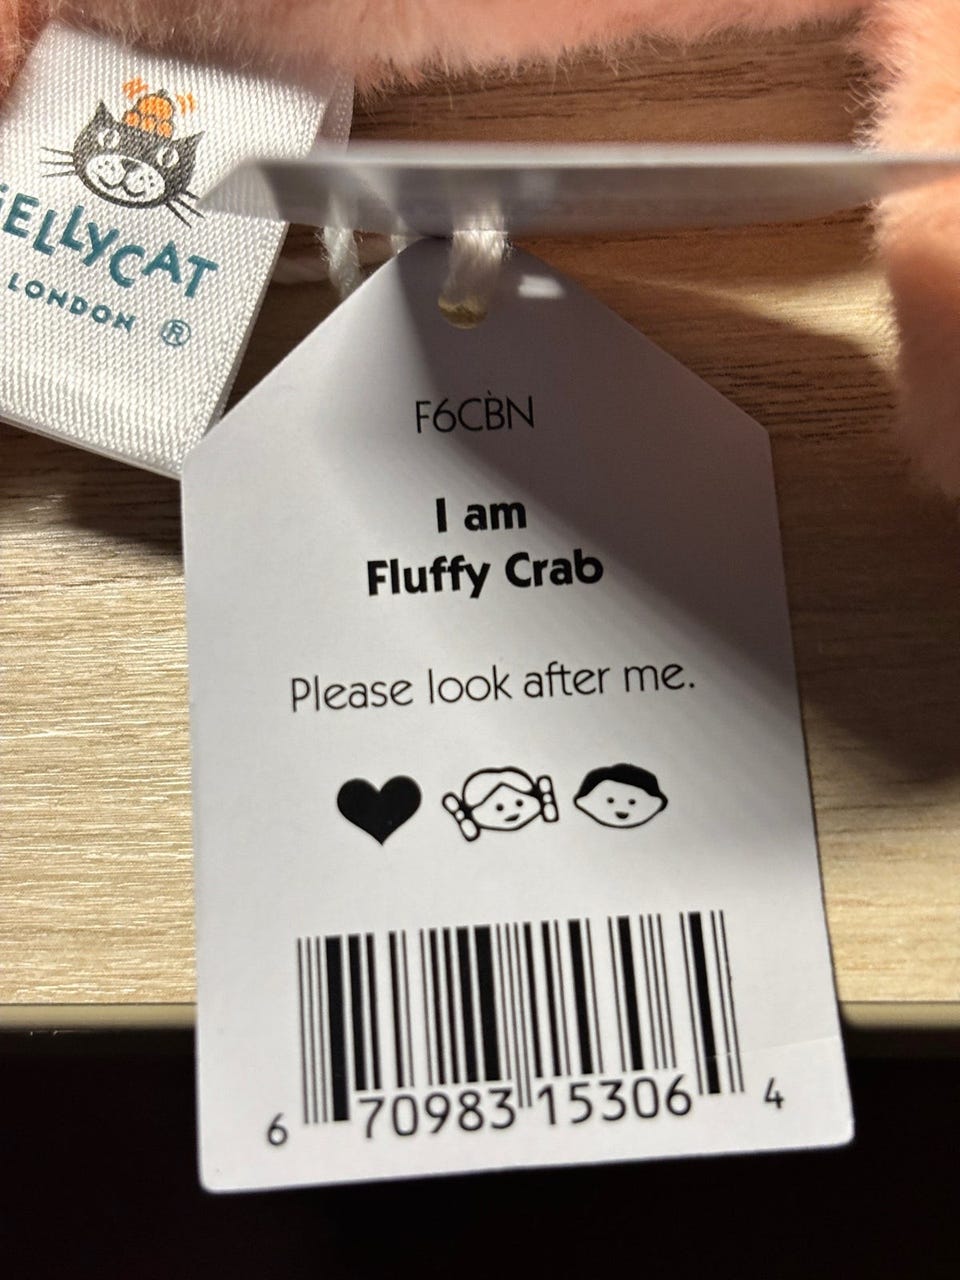 JELLYCAT
LONDON ®
F6CBN
I am
Fluffy Crab
Please look after me.
6 70983 15306 4